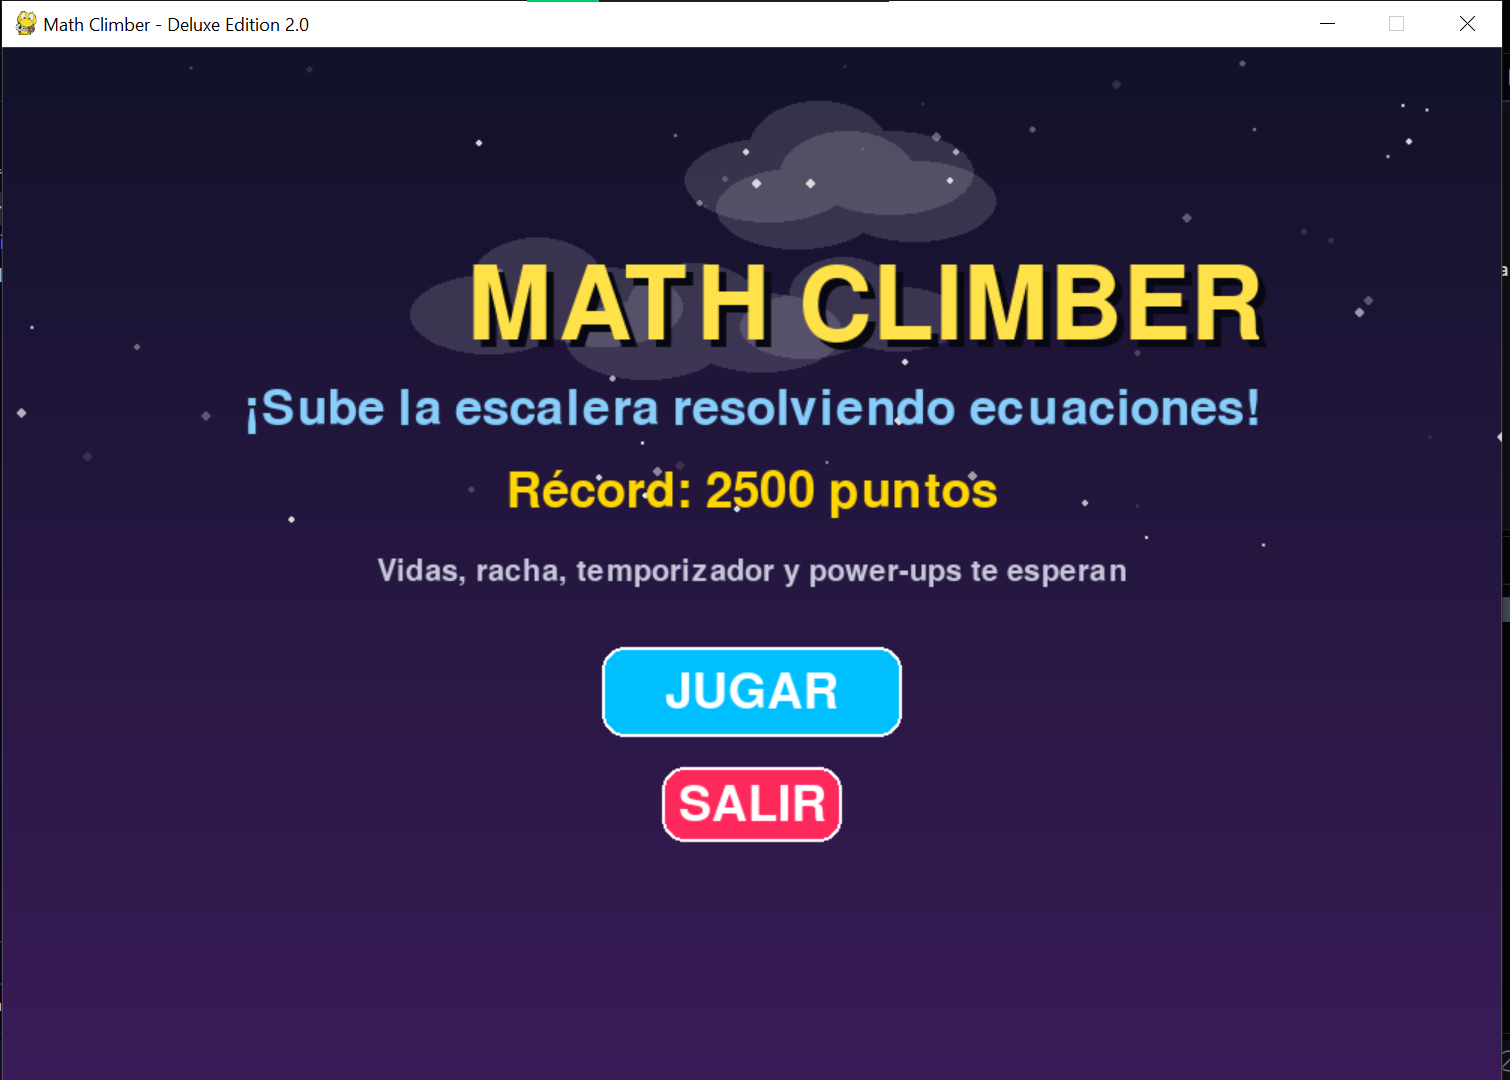 Math Climber - Deluxe Edition 2.0
MATH CLIMBER
¡Sube la escalera resolviendo ecuaciones!
Récord: 2500 puntos
Vidas, racha, temporizador y power-ups te esperan
JUGAR
SALIR